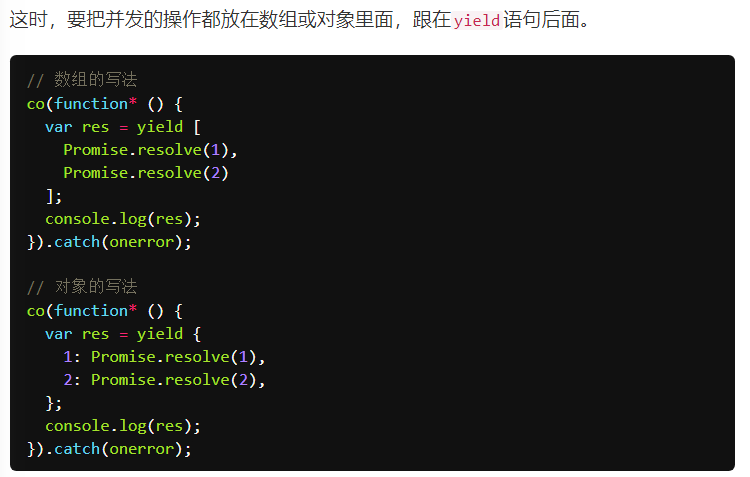 这时，要把并发的操作都放在数组或对象里面，跟在yield语句后面。
// 数组的写法
co(function* () {
  var res = yield [
    Promise.resolve(1),
    Promise.resolve(2)
  ];
  console.log(res);
}).catch(onerror);

// 对象的写法
co(function* () {
  var res = yield {
    1: Promise.resolve(1),
    2: Promise.resolve(2),
  };
  console.log(res);
}).catch(onerror);